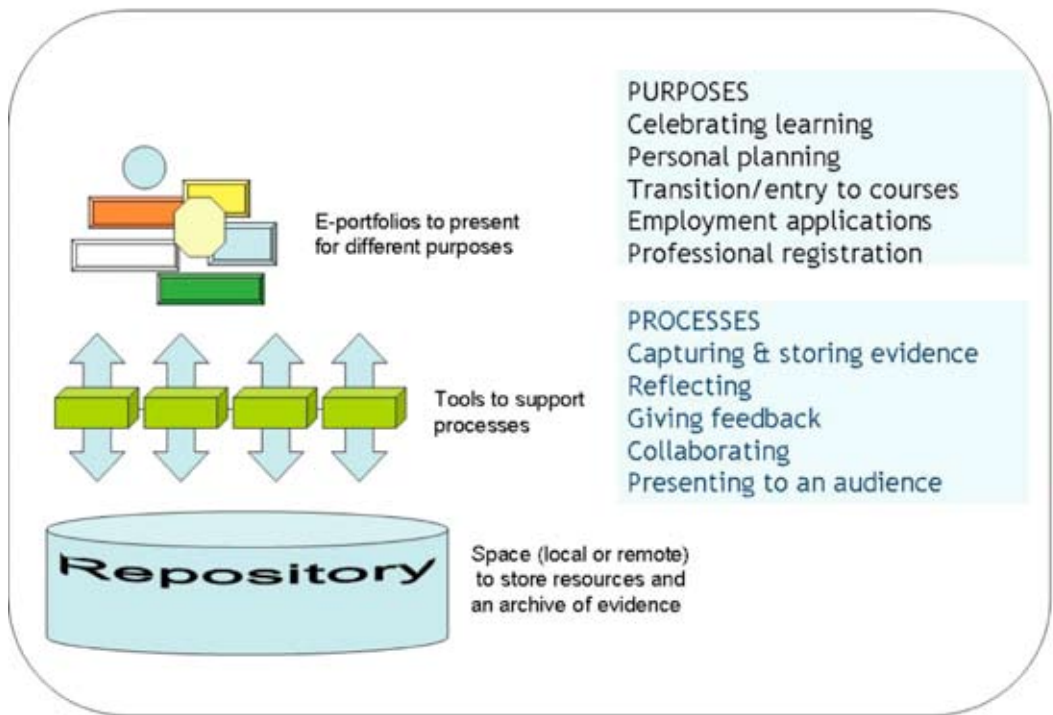 PURPOSES
Celebrating learning
Personal planning
Transition/entry to courses
Employment applications
Professional registration
E-portfolios to present
for different purposes
PROCESSES
Capturing & storing evidence
Reflecting
Giving feedback
Collaborating
Presenting to an audience
Tools to support
processes
Repository
Space (local or remote)
to store resources and
an archive of evidence